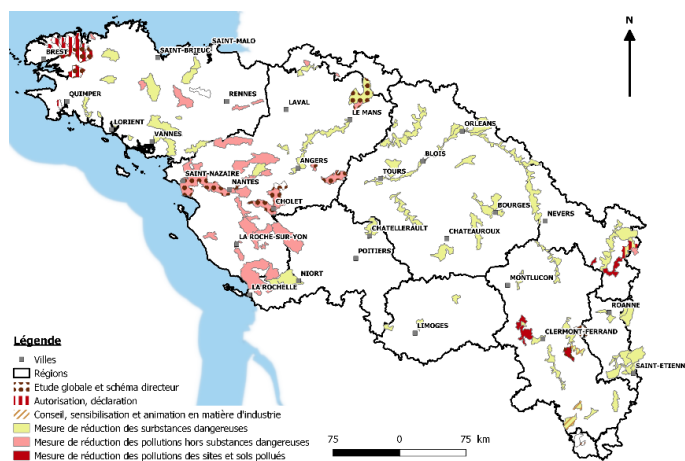 N
SAINT-MALO
SAINT-BRIEUC
BREST
QUIMPER
RENNES
LAVAL
LE MANS
ORLEANS
LORIENT
VANNES
BLOIS
ANGERS
TOURS
SAINT-NAZAIRE
NANTES
CHOLET
BOURGES
NEVERS
CHATELLERAULT
CHATEAUROUX
LA ROCHE-SUR-YON
POITIERS
NIORT
MONTLUCON
LA ROCHELLE
ROANNE
LIMOGES
CLERMONT-FERRAND
SAINT-ETIENN
Légende
Villes
Régions
Etude globale et schéma directeur
Autorisation, déclaration
Conseil, sensibilisation et animation en matière d'industrie
Mesure de réduction des surbstances dangereuses
Mesure de réduction des pollutions hors substances dangereuses
Mesure de réduction des pollutions des sites et sols pollués
75 0 75 km